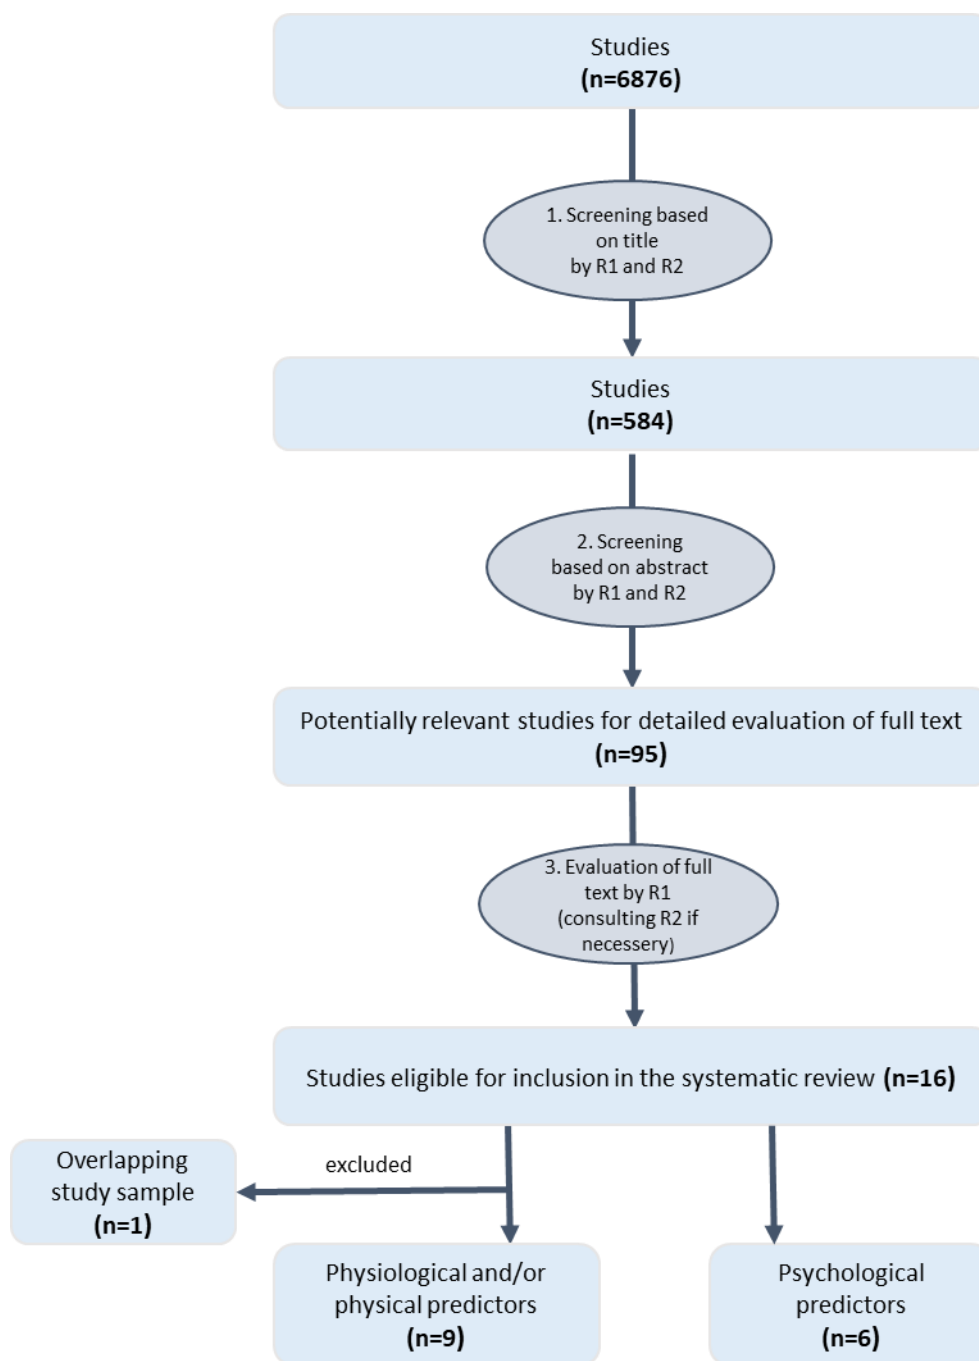 Studies
(n=6876)
1. Screening based
on title
by R1 and R2
Studies
(n=584)
2. Screening
based on abstract
by R1 and R2
Potentially relevant studies for detailed evaluation of full text
(n=95)
3. Evaluation of full
text by R1
(consulting R2 if
necessery)
Studies eligible for inclusion in the systematic review (n=16)
excluded
Overlapping
study sample
(n=1)
Physiological and/or
physical predictors
(n=9)
Psychological
predictors
(n=6)